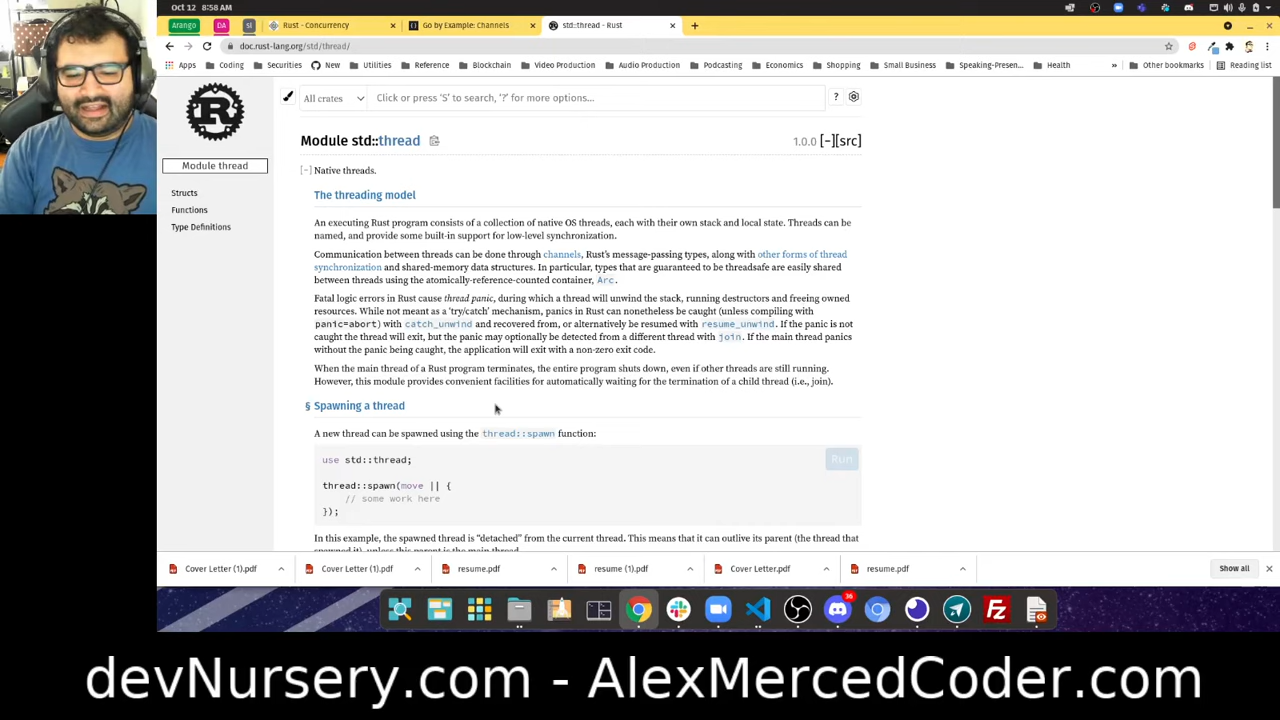 Oct 12 8:58 AM
Arango
DA
SI
Rust - Concurrency
Go by Example: Channels
std::thread - Rust
doc.rust-lang.org/std/thread/
Apps
Coding
Securities
New
Utilities
Reference
Blockchain
Video Production
Audio Production
Podcasting
Economics
Shopping
Small Business
Speaking-Presen...
Health
Other bookmarks
Reading list
R
All crates
Click or press ‘S’ to search, ‘?’ for more options...
?
Module thread
Structs
Functions
Type Definitions
Module std::thread
1.0.0 [−][src]
[−] Native threads.
The threading model
An executing Rust program consists of a collection of native OS threads, each with their own stack and local state. Threads can be
named, and provide some built-in support for low-level synchronization.
Communication between threads can be done through channels, Rust’s message-passing types, along with other forms of thread
synchronization and shared-memory data structures. In particular, types that are guaranteed to be threadsafe are easily shared
between threads using the atomically-reference-counted container, Arc.
Fatal logic errors in Rust cause thread panic, during which a thread will unwind the stack, running destructors and freeing owned
resources. While not meant as a ‘try/catch’ mechanism, panics in Rust can nonetheless be caught (unless compiling with
panic=abort) with catch_unwind and recovered from, or alternatively be resumed with resume_unwind. If the panic is not
caught the thread will exit, but the panic may optionally be detected from a different thread with join. If the main thread panics
without the panic being caught, the application will exit with a non-zero exit code.
When the main thread of a Rust program terminates, the entire program shuts down, even if other threads are still running.
However, this module provides convenient facilities for automatically waiting for the termination of a child thread (i.e., join).
§ Spawning a thread
A new thread can be spawned using the thread::spawn function:
use std::thread;
Run
thread::spawn(move || {
// some work here
});
In this example, the spawned thread is “detached” from the current thread. This means that it can outlive its parent (the thread that
spawned it), unless this parent is the main thread.
Cover Letter (1).pdf
Cover Letter (1).pdf
resume.pdf
resume (1).pdf
Cover Letter.pdf
resume.pdf
Show all
36
FZ
devNursery.com - AlexMercedCoder.com